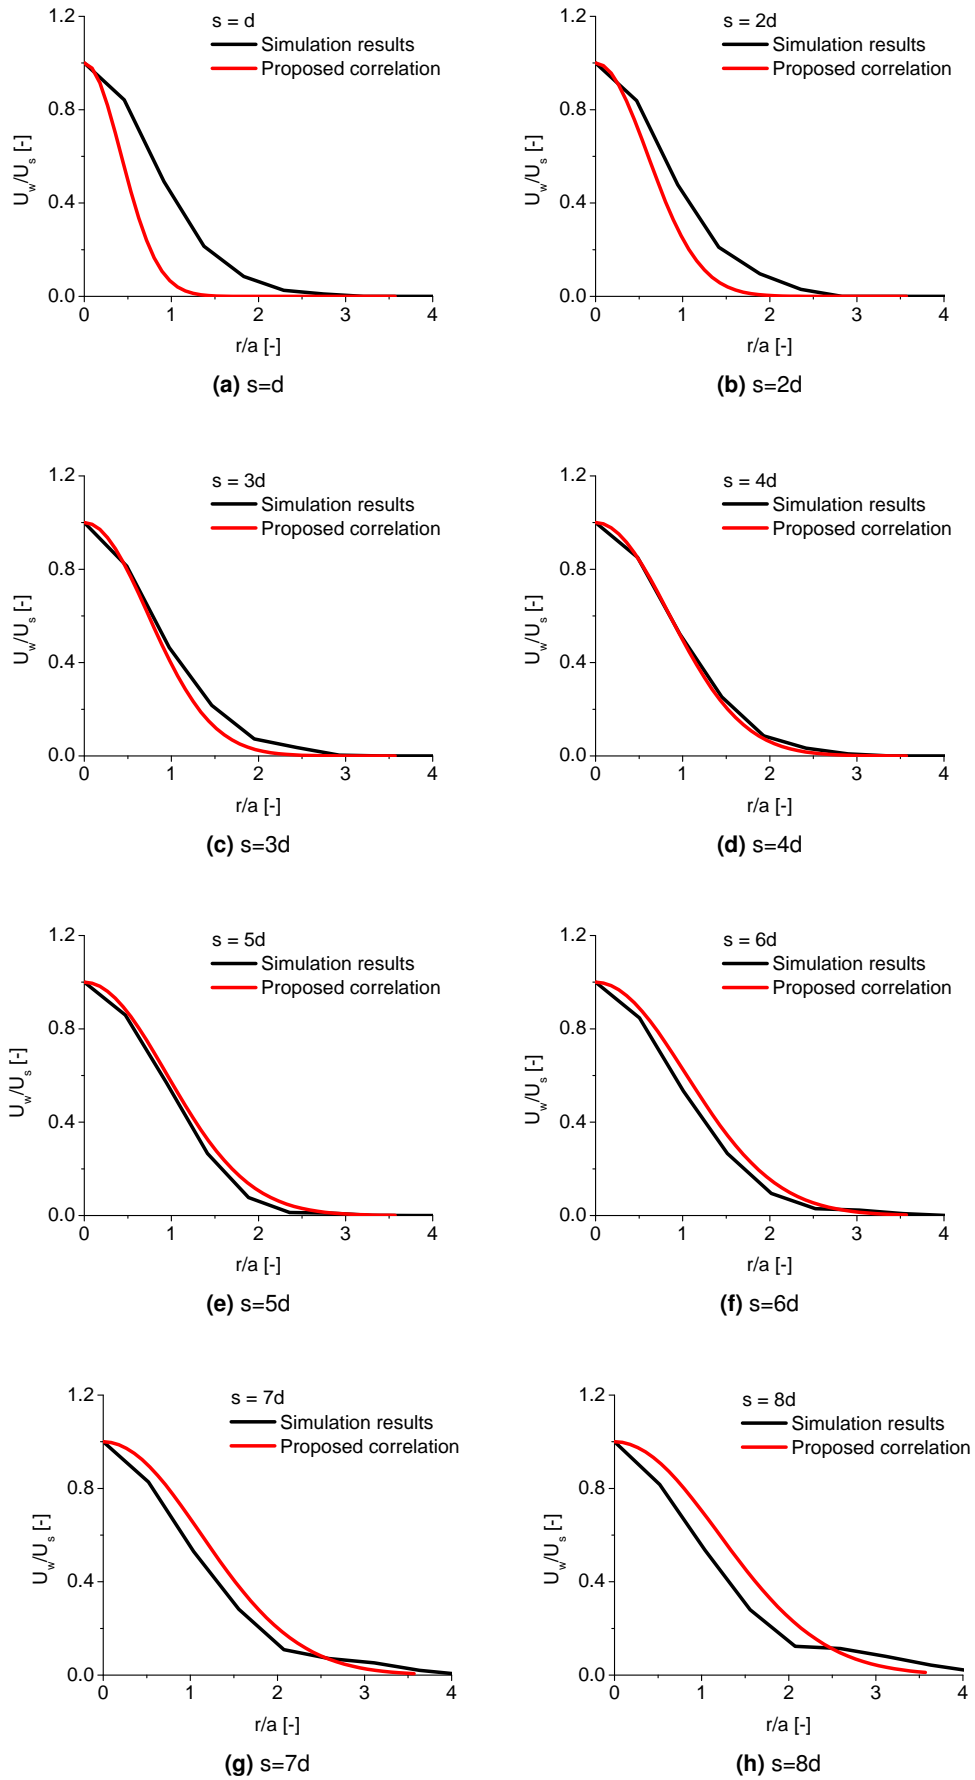 1.2
0.8
0.4
0.0
U_w/U_s [-]
s = d
Simulation results
Proposed correlation
0 1 2 3 4
r/a [-]
(a) s=d
1.2
0.8
0.4
0.0
U_w/U_s [-]
s = 2d
Simulation results
Proposed correlation
0 1 2 3 4
r/a [-]
(b) s=2d
1.2
0.8
0.4
0.0
U_w/U_s [-]
s = 3d
Simulation results
Proposed correlation
0 1 2 3 4
r/a [-]
(c) s=3d
1.2
0.8
0.4
0.0
U_w/U_s [-]
s = 4d
Simulation results
Proposed correlation
0 1 2 3 4
r/a [-]
(d) s=4d
1.2
0.8
0.4
0.0
U_w/U_s [-]
s = 5d
Simulation results
Proposed correlation
0 1 2 3 4
r/a [-]
(e) s=5d
1.2
0.8
0.4
0.0
U_w/U_s [-]
s = 6d
Simulation results
Proposed correlation
0 1 2 3 4
r/a [-]
(f) s=6d
1.2
0.8
0.4
0.0
U_w/U_s [-]
s = 7d
Simulation results
Proposed correlation
0 1 2 3 4
r/a [-]
(g) s=7d
1.2
0.8
0.4
0.0
U_w/U_s [-]
s = 8d
Simulation results
Proposed correlation
0 1 2 3 4
r/a [-]
(h) s=8d